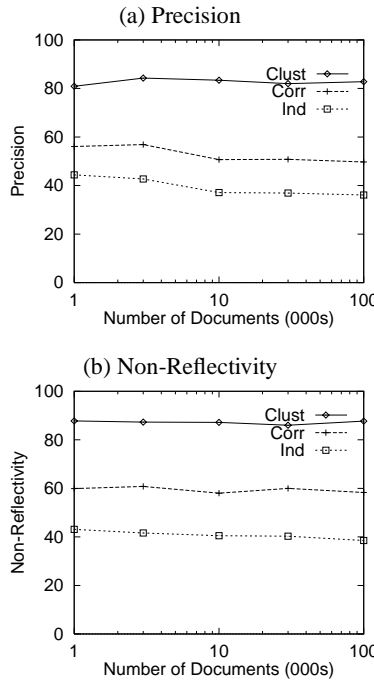 (a) Precision
100
80
60
40
20
0
Precision
Clust
Corr
Ind
1 10 100
Number of Documents (000s)
(b) Non-Reflectivity
100
80
60
40
20
0
Non-Reflectivity
Clust
Corr
Ind
1 10 100
Number of Documents (000s)